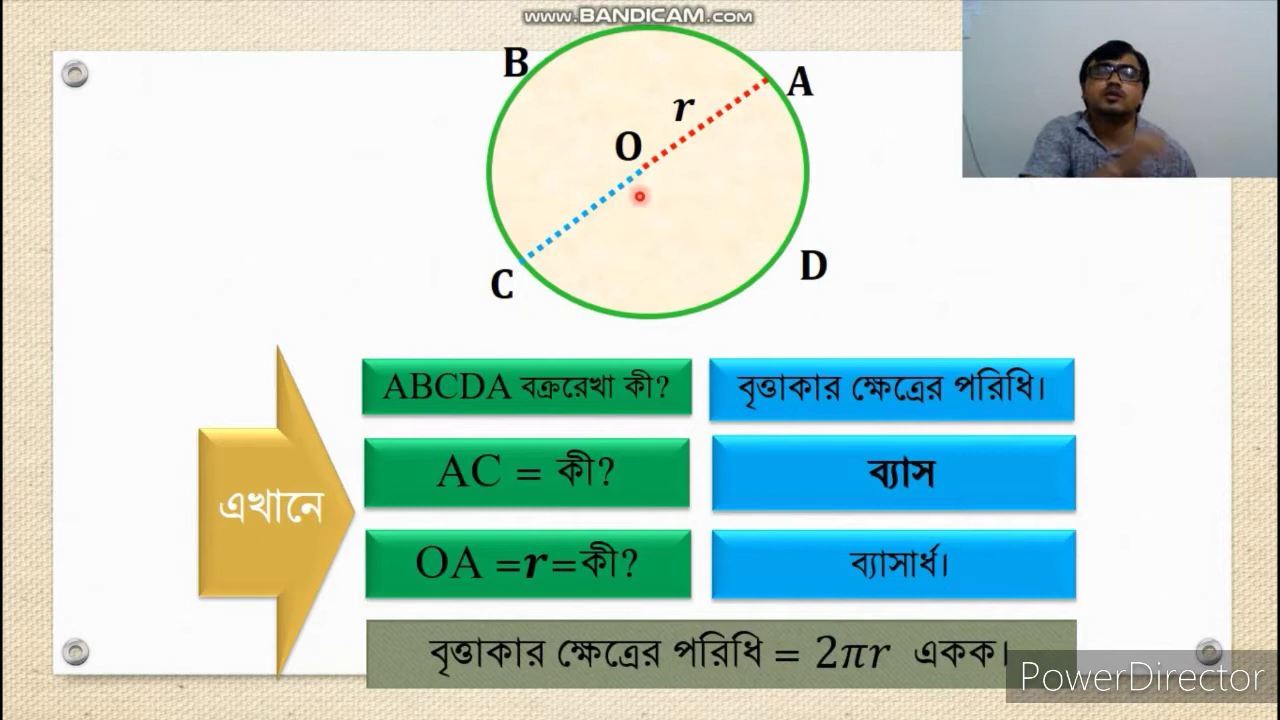 WWW.BANDICAM.COM
B
A
r
O
C
D
ABCDA বক্ররেখা কী?
বৃত্তাকার ক্ষেত্রের পরিধি।
এখানে
AC = কী?
ব্যাস
OA =r=কী?
ব্যাসার্ধ।
বৃত্তাকার ক্ষেত্রের পরিধি = 2πr একক।
PowerDirector